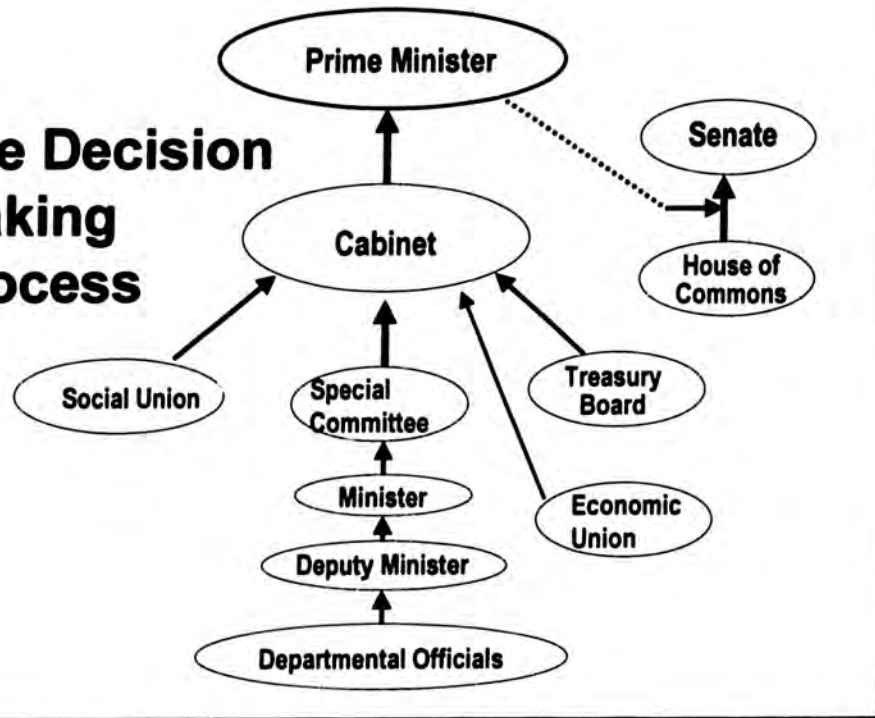 Prime Minister
e Decision
aking
ocess
Senate
Cabinet
House of
Commons
Social Union
Special
Committee
Treasury
Board
Minister
Economic
Union
Deputy Minister
Departmental Officials